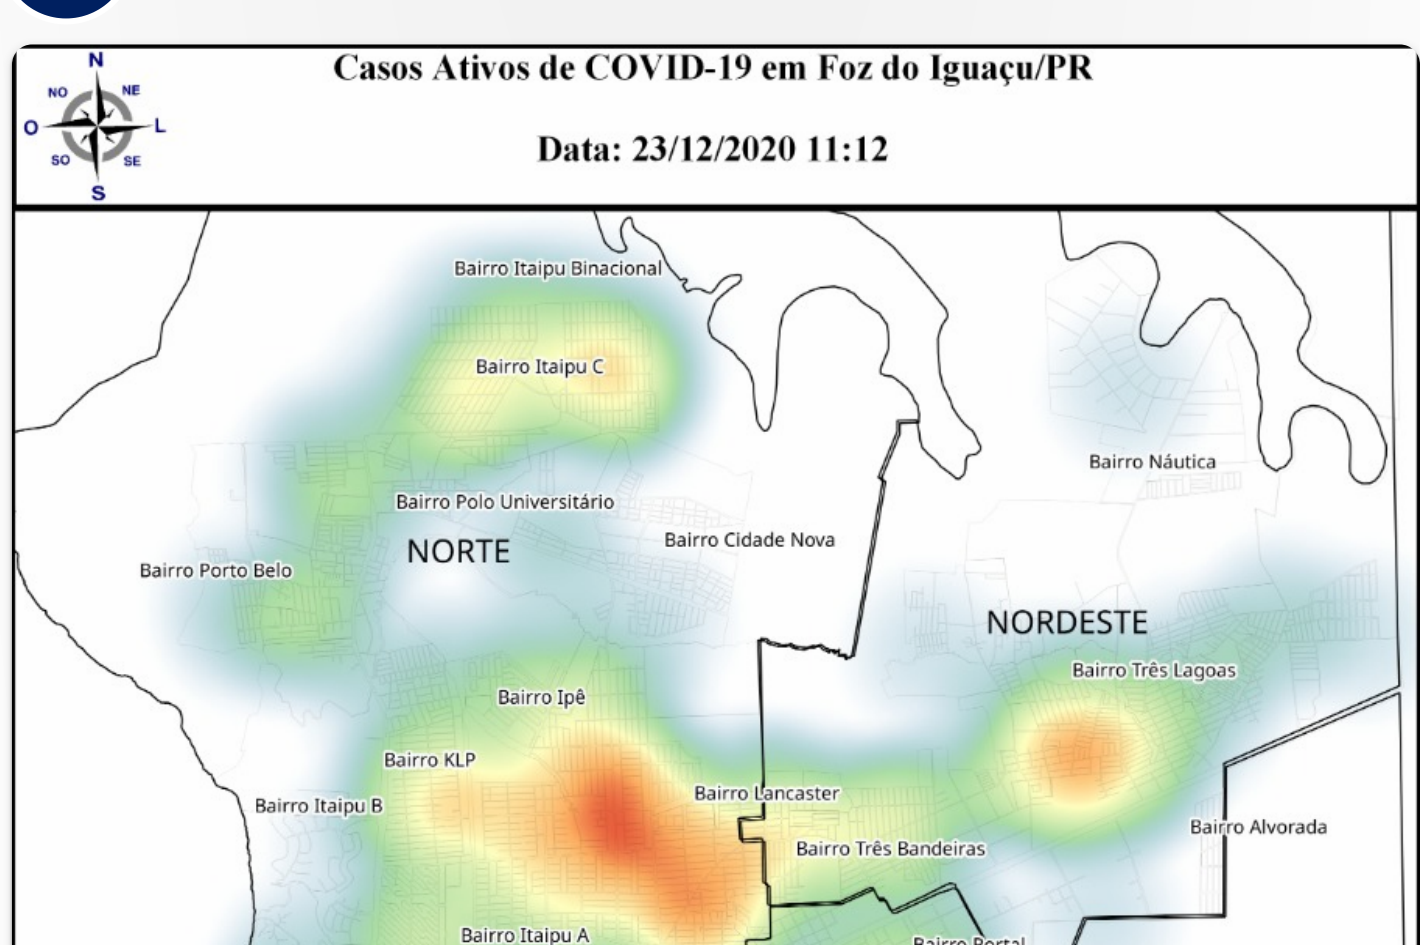 Casos Ativos de COVID-19 em Foz do Iguaçu/PR
Data: 23/12/2020 11:12
N
NO
NE
O
L
SO
SE
S
Bairro Itaipu Binacional
Bairro Itaipu C
Bairro Náutica
Bairro Polo Universitário
Bairro Cidade Nova
NORTE
Bairro Porto Belo
NORDESTE
Bairro Três Lagoas
Bairro Ipê
Bairro KLP
Bairro Lancaster
Bairro Itaipu B
Bairro Alvorada
Bairro Três Bandeiras
Bairro Itaipu A
Bairro Portal